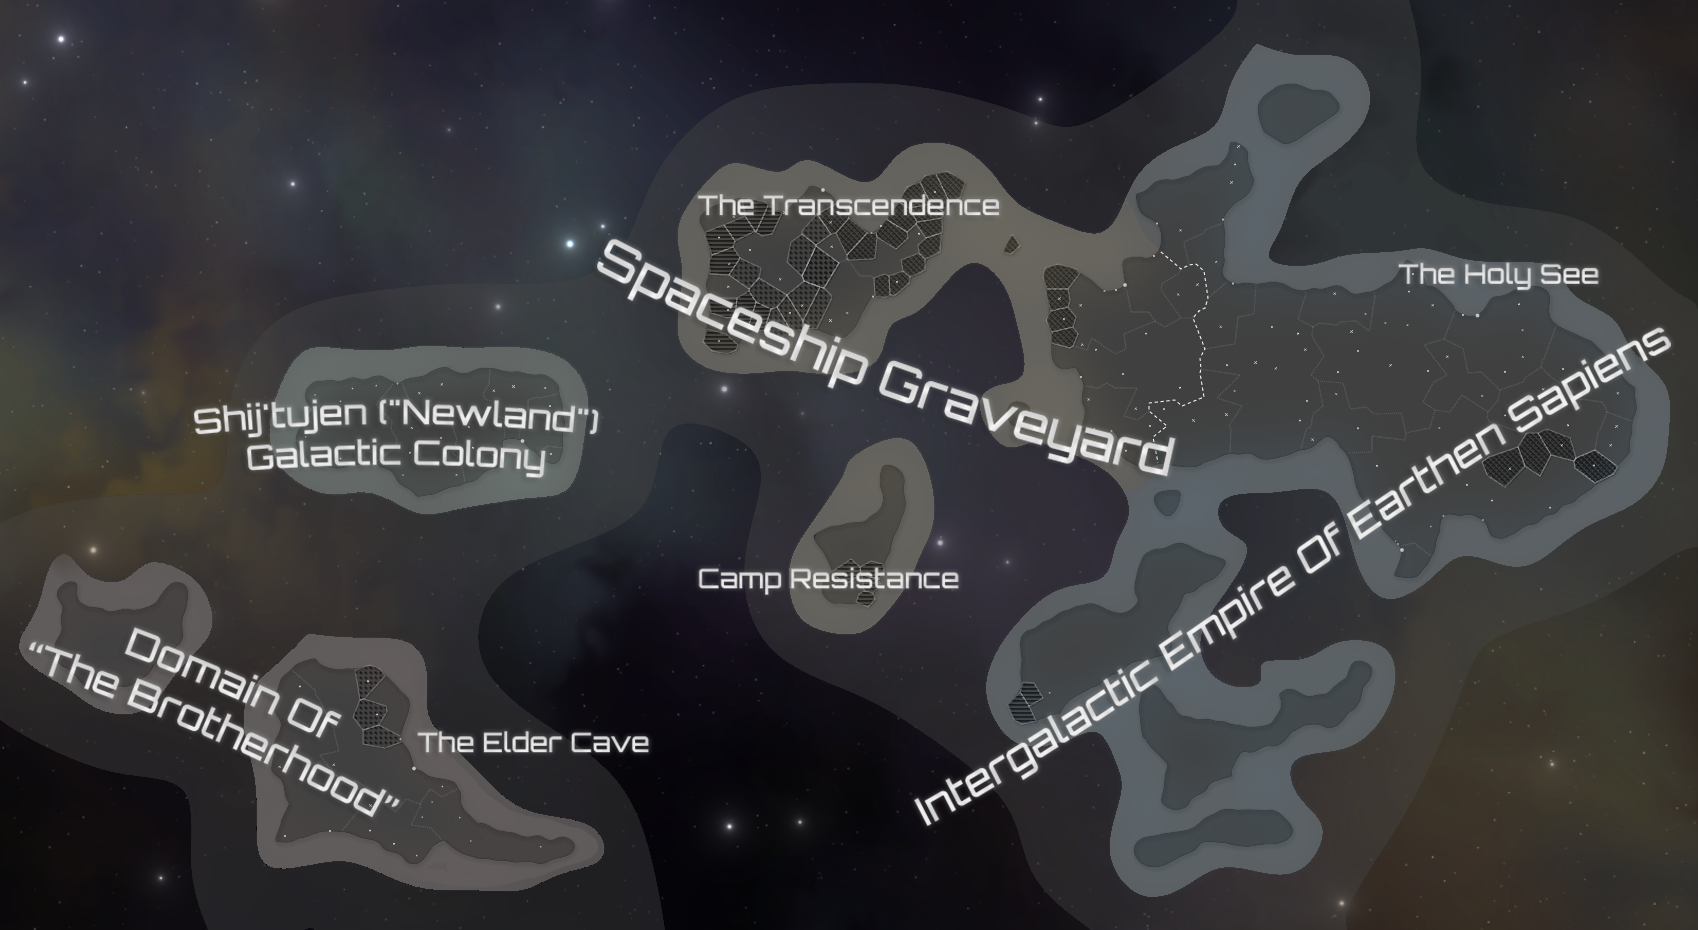 The Transcendence
Spaceship Graveyard
The Holy See
Shij'tujen ("Newland")
Galactic Colony
Camp Resistance
Intergalactic Empire Of Earthen Sapiens
Domain Of
“The Brotherhood”
The Elder Cave